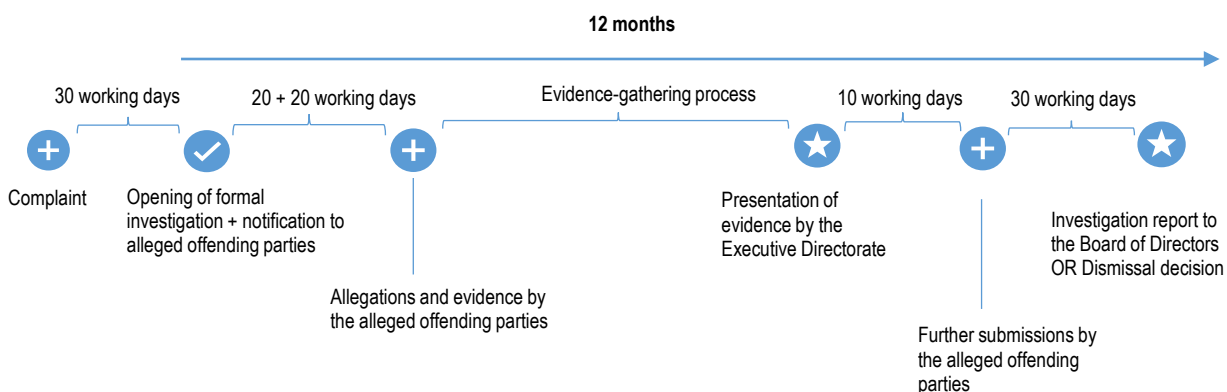 12 months
30 working days
20 + 20 working days
Evidence-gathering process
10 working days
30 working days
Complaint
Opening of formal
investigation + notification to
alleged offending parties
Allegations and evidence by
the alleged offending parties
Presentation of
evidence by the
Executive Directorate
Further submissions by
the alleged offending
parties
Investigation report to
the Board of Directors
OR Dismissal decision